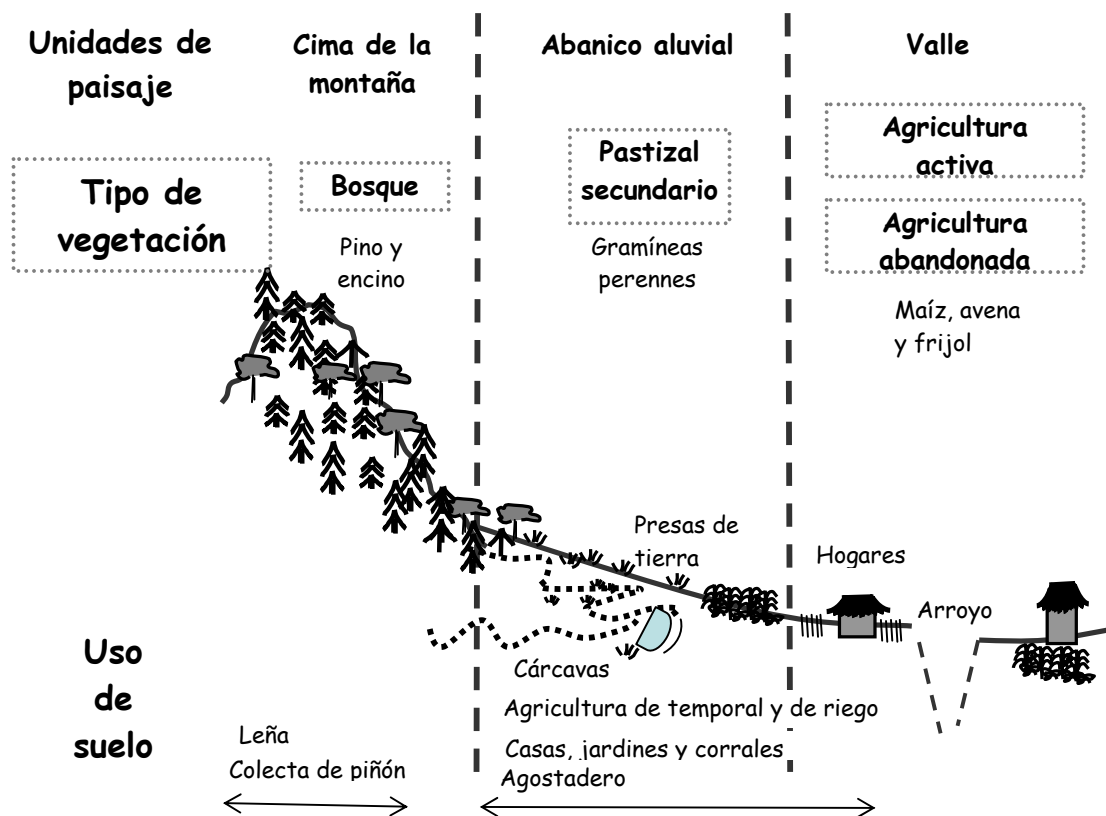 Unidades de
paisaje
Cima de la
montaña
Abanico aluvial
Valle
Tipo de
vegetación
Bosque
Pino y
encino
Pastizal
secundario
Gramíneas
perennes
Agricultura
activa
Agricultura
abandonada
Maíz, avena
y frijol
Presas de
tierra
Hogares
Arroyo
Cárcavas
Uso
de
suelo
Leña
Colecta de piñón
Agricultura de temporal y de riego
Casas, jardines y corrales
Agostadero